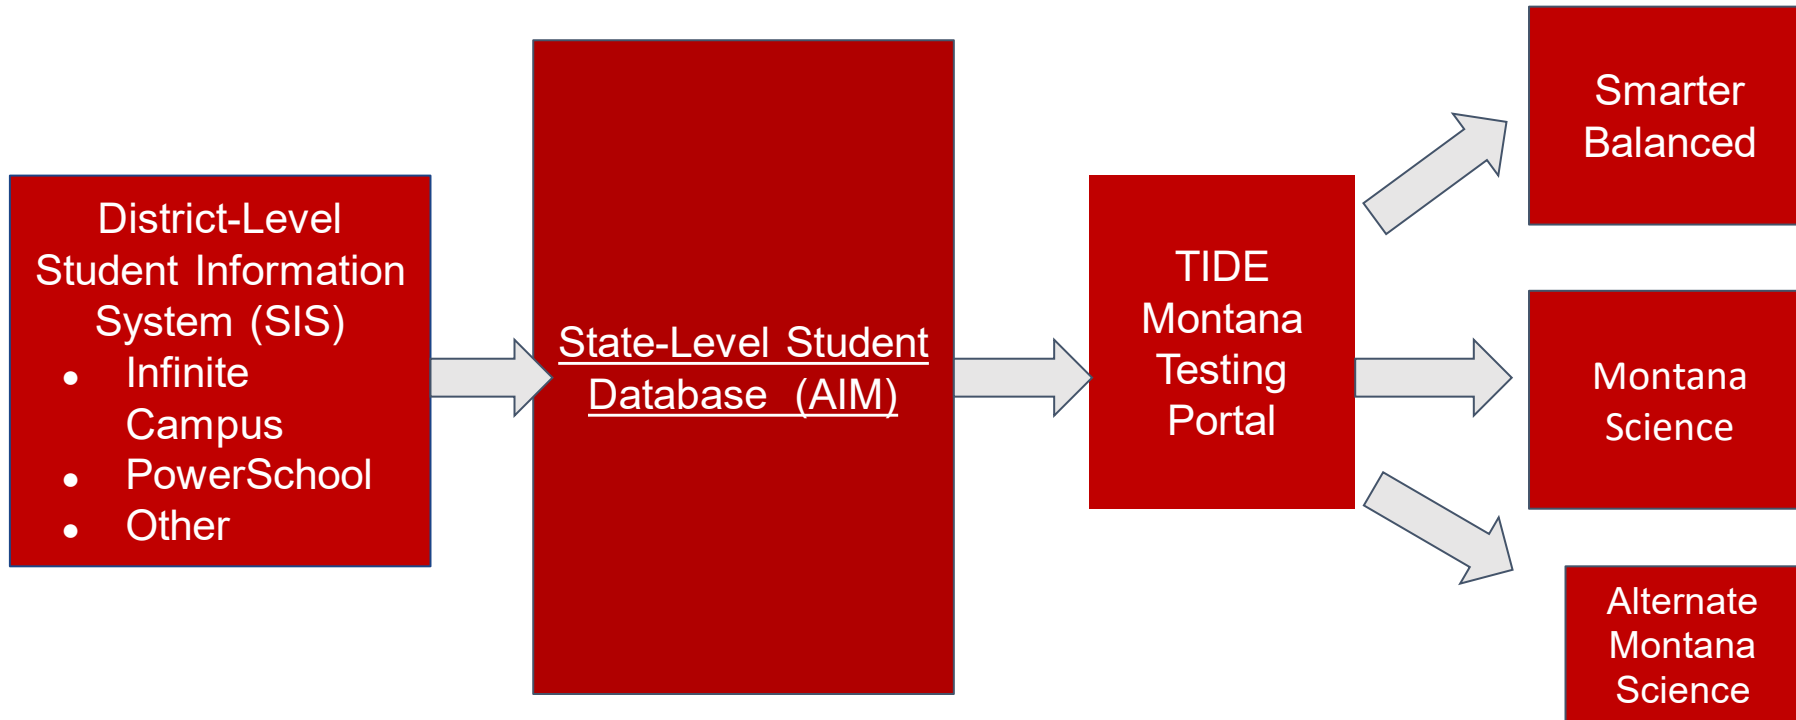 District-Level
Student Information
System (SIS)
● Infinite
Campus
● PowerSchool
● Other
State-Level Student
Database (AIM)
TIDE
Montana
Testing
Portal
Smarter
Balanced
Montana
Science
Alternate
Montana
Science